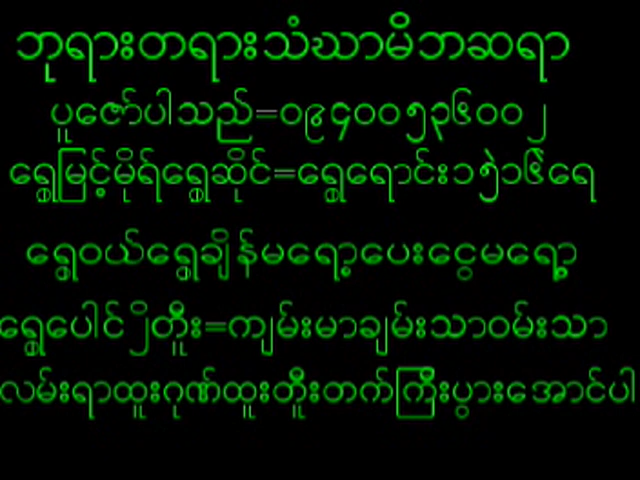 ဘုရားတရားသံဃာမိဘဆရာ
ပူဇော်ပါသည်=၀၉၄၀၀၅၃၆၀၀၂
ရွှေမြင့်မိုရ်ရွှေဆိုင်=ရွှေရောင်း၁၅ဲ၁၆ဲရေ
ရွှေဝယ်ရွှေချိန်မရော့ပေးငွေမရော့
ရွှေပေါင်၂ိတိူး=ကျမ်းမာချမ်းသာဝမ်းသာ
လမ်းရာထူးဂုဏ်ထူးတိူးတက်ကြီးပွားအောင်ပါ